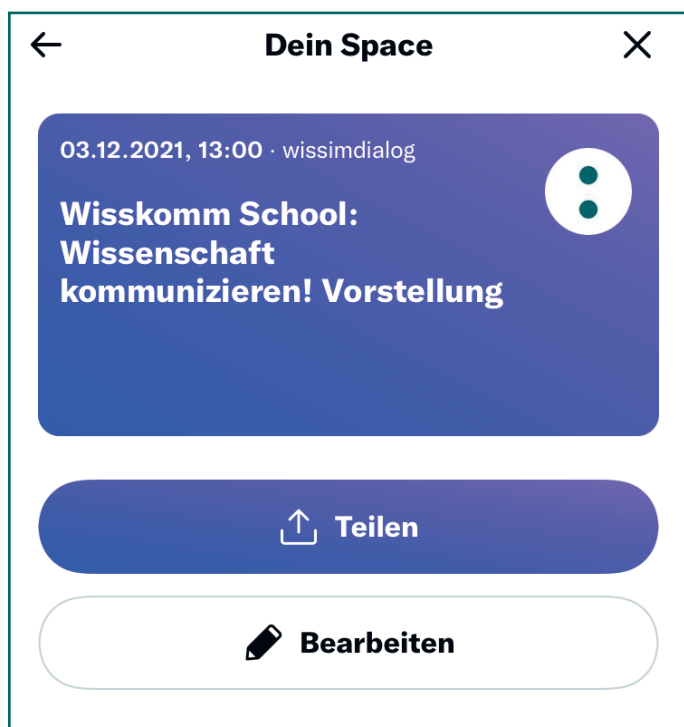 Dein Space
03.12.2021, 13:00 · wissimdialog
Wisskomm School:
Wissenschaft
kommunizieren! Vorstellung
Teilen
Bearbeiten